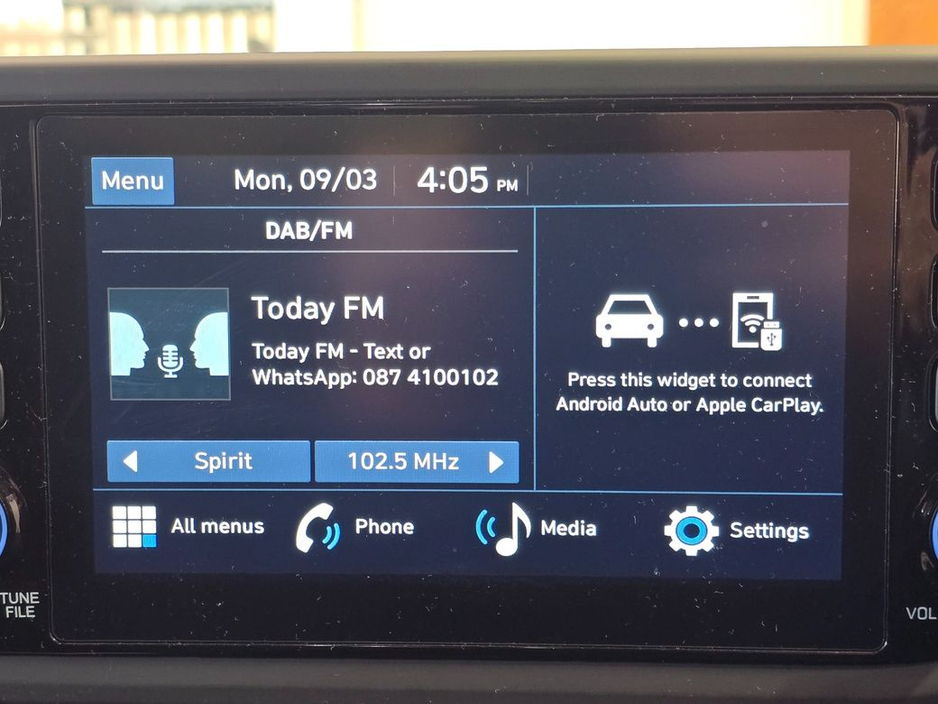 Menu
Mon, 09/03
4:05 PM
DAB/FM
Today FM
Today FM - Text or
WhatsApp: 087 4100102
Spirit
102.5 MHz
Press this widget to connect
Android Auto or Apple CarPlay.
All menus
Phone
Media
Settings
TUNE
FILE
VOL